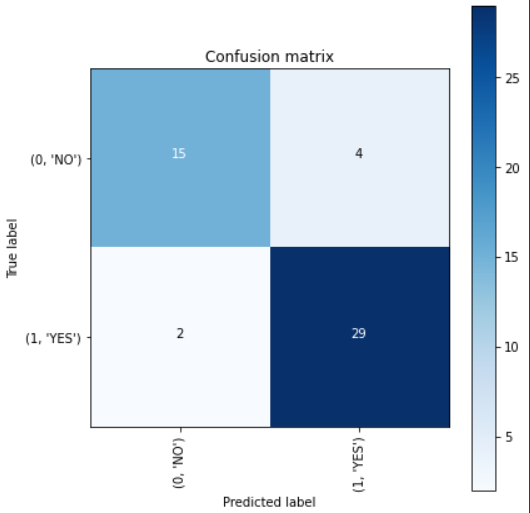 Confusion matrix
25
20
15
10
5
True label
(0, 'NO')
15
4
(1, 'YES')
2
29
(0, 'NO')
(1, 'YES')
Predicted label